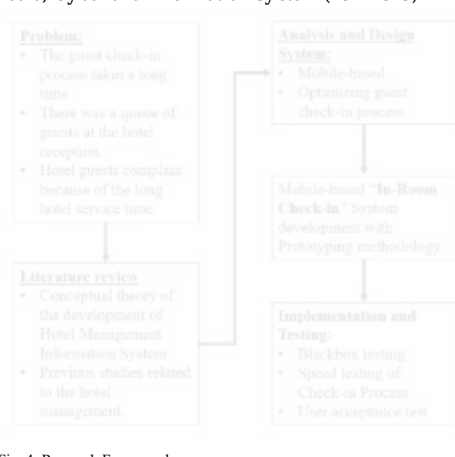 Problem:
• The guest check-in
process takes a long
time
• There was a queue of
guests at the hotel
reception.
• Hotel guests complain
because of the long
hotel service time.
Literature review
• Conceptual theory of
the development of
Hotel Management
Information System
• Previous studies related
to the hotel
management.
Analysis and Design
System:
• Mobile-based
• Optimizing guest
check-in process
Mobile-based “In-Room
Check-in” System
development with
Prototyping methodology.
Implementation and
Testing:
• Blackbox testing
• Speed testing of
Check-in Process
• User acceptance test